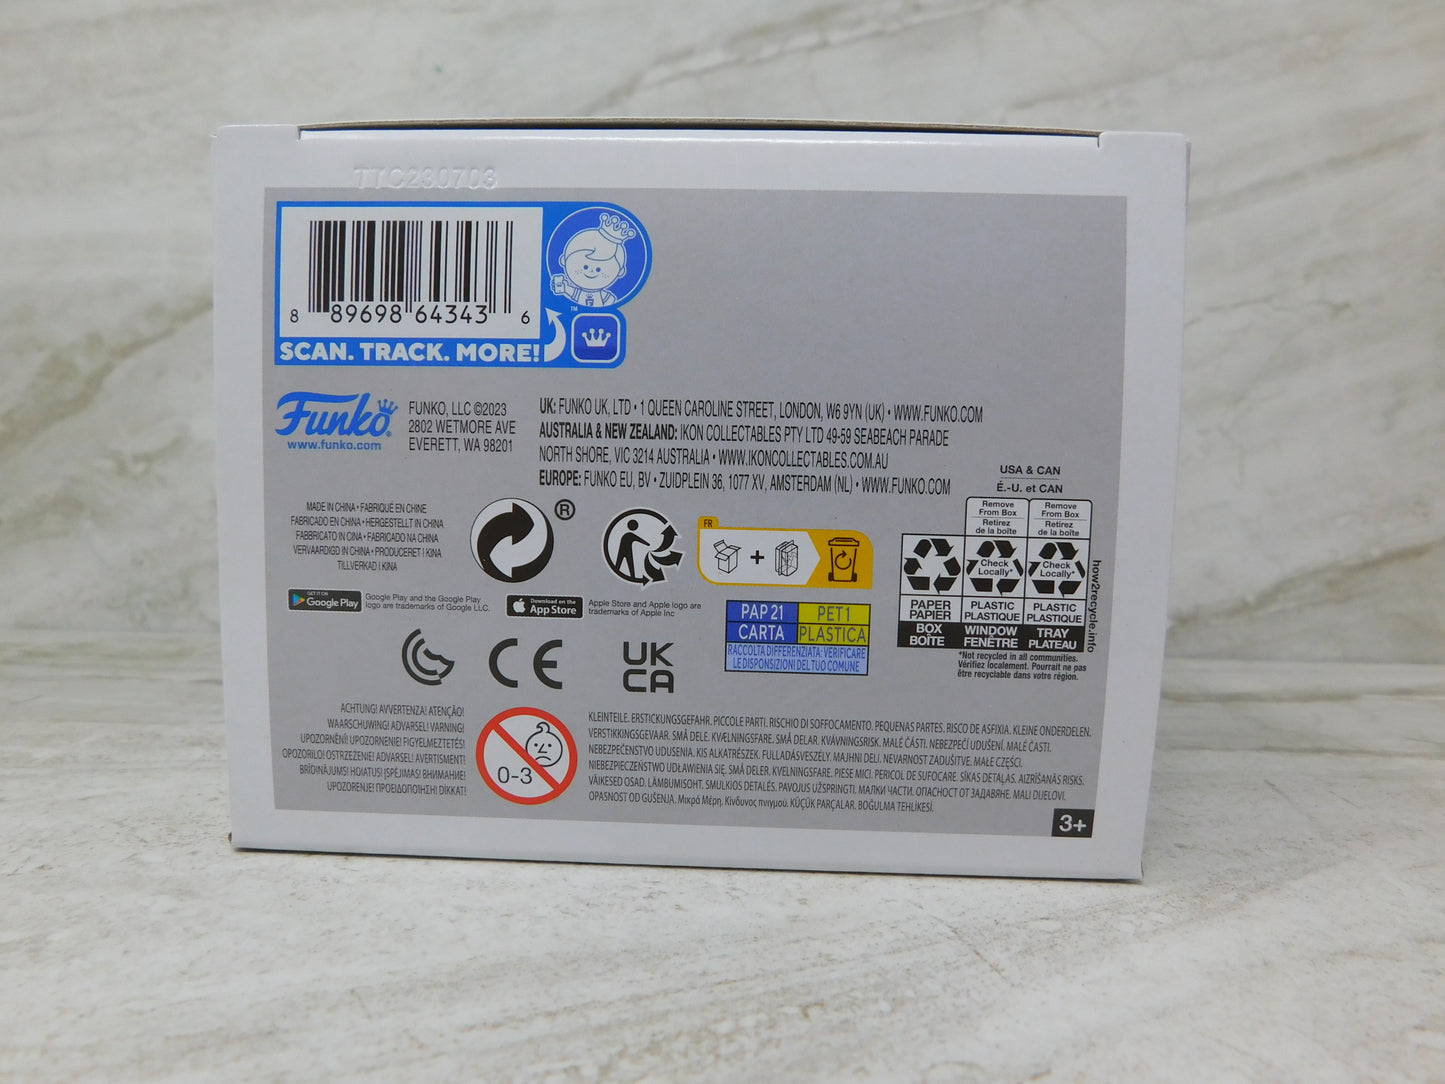 TTC230703
8 89698 64343 6
™
SCAN. TRACK. MORE!
Funko®
www.funko.com
FUNKO, LLC ©2023
2802 WETMORE AVE
EVERETT, WA 98201
UK: FUNKO UK, LTD • 1 QUEEN CAROLINE STREET, LONDON, W6 9YN (UK) • WWW.FUNKO.COM
AUSTRALIA & NEW ZEALAND: IKON COLLECTABLES PTY LTD 49-59 SEABEACH PARADE
NORTH SHORE, VIC 3214 AUSTRALIA • WWW.IKONCOLLECTABLES.COM.AU
EUROPE: FUNKO EU, BV • ZUIDPLEIN 36, 1077 XV, AMSTERDAM (NL) • WWW.FUNKO.COM
MADE IN CHINA • FABRIQUÉ EN CHINE
FABRICADO EN CHINA • HERGESTELLT IN CHINA
FABBRICATO IN CINA • FABRICADO NA CHINA
VERVAARDIGD IN CHINA • PRODUCERET I KINA
TILLVERKAD I KINA
®
FR
+
USA & CAN
É.-U. et CAN
Remove From Box
Retirez de la boîte
Remove From Box
Retirez de la boîte
Check Locally*
Check Locally*
PAPER PAPIER
PLASTIC PLASTIQUE
PLASTIC PLASTIQUE
BOX BOÎTE
WINDOW FENÊTRE
TRAY PLATEAU
how2recycle.info
*Not recycled in all communities.
Vérifiez localement. Pourrait ne pas
être recyclable dans votre région.
GET IT ON
Google Play
Google Play and the Google Play
logo are trademarks of Google LLC.
Download on the
App Store
Apple Store and Apple logo are
trademarks of Apple Inc
PAP 21 PET1
CARTA PLASTICA
RACCOLTA DIFFERENZIATA: VERIFICARE
LE DISPOSIZIONI DEL TUO COMUNE
CE
UK
CA
ACHTUNG! AVVERTENZA! ATENÇÃO!
WAARSCHUWING! ADVARSEL! VARNING!
UPOZORNĚNÍ! UPOZORNENIE! FIGYELMEZTETÉS!
OPOZORILO! OSTRZEŻENIE! ADVARSEL! AVERTISMENT!
BRĪDINĀJUMS! HOIATUS! ĮSPĖJIMAS! ВНИМАНИЕ!
UPOZORENJE! ΠΡΟΕΙΔΟΠΟΙΗΣΗ! DİKKAT!
0-3
KLEINTEILE. ERSTICKUNGSGEFAHR. PICCOLE PARTI. RISCHIO DI SOFFOCAMENTO. PEQUENAS PARTES. RISCO DE ASFIXIA. KLEINE ONDERDELEN.
VERSTIKKINGSGEVAAR. SMÅ DELE. KVÆLNINGSFARE. SMÅ DELAR. KVÄVNINGSRISK. MALÉ ČÁSTI. NEBEZPEČÍ UDUŠENÍ. MALÉ ČASTI.
NEBEZPEČENSTVO UDUSENIA. KIS ALKATRÉSZEK. FULLADÁSVESZÉLY. MAJHNI DELI. NEVARNOST ZADUŠITVE. MAŁE CZĘŚCI.
NIEBEZPIECZEŃSTWO UDŁAWIENIA SIĘ. SMÅ DELER. KVELNINGSFARE. PIESE MICI. PERICOL DE SUFOCARE. SĪKAS DETAĻAS. AIZRĪŠANĀS RISKS.
VÄIKESED OSAD. LÄMBUMISOHT. SMULKIOS DETALĖS. PAVOJUS UŽSPRINGTI. МАЛКИ ЧАСТИ. ОПАСНОСТ ОТ ЗАДАВЯНЕ. MALI DIJELOVI.
OPASNOST OD GUŠENJA. Μικρά Μέρη. Κίνδυνος πνιγμού. KÜÇÜK PARÇALAR. BOĞULMA TEHLİKESİ.
3+